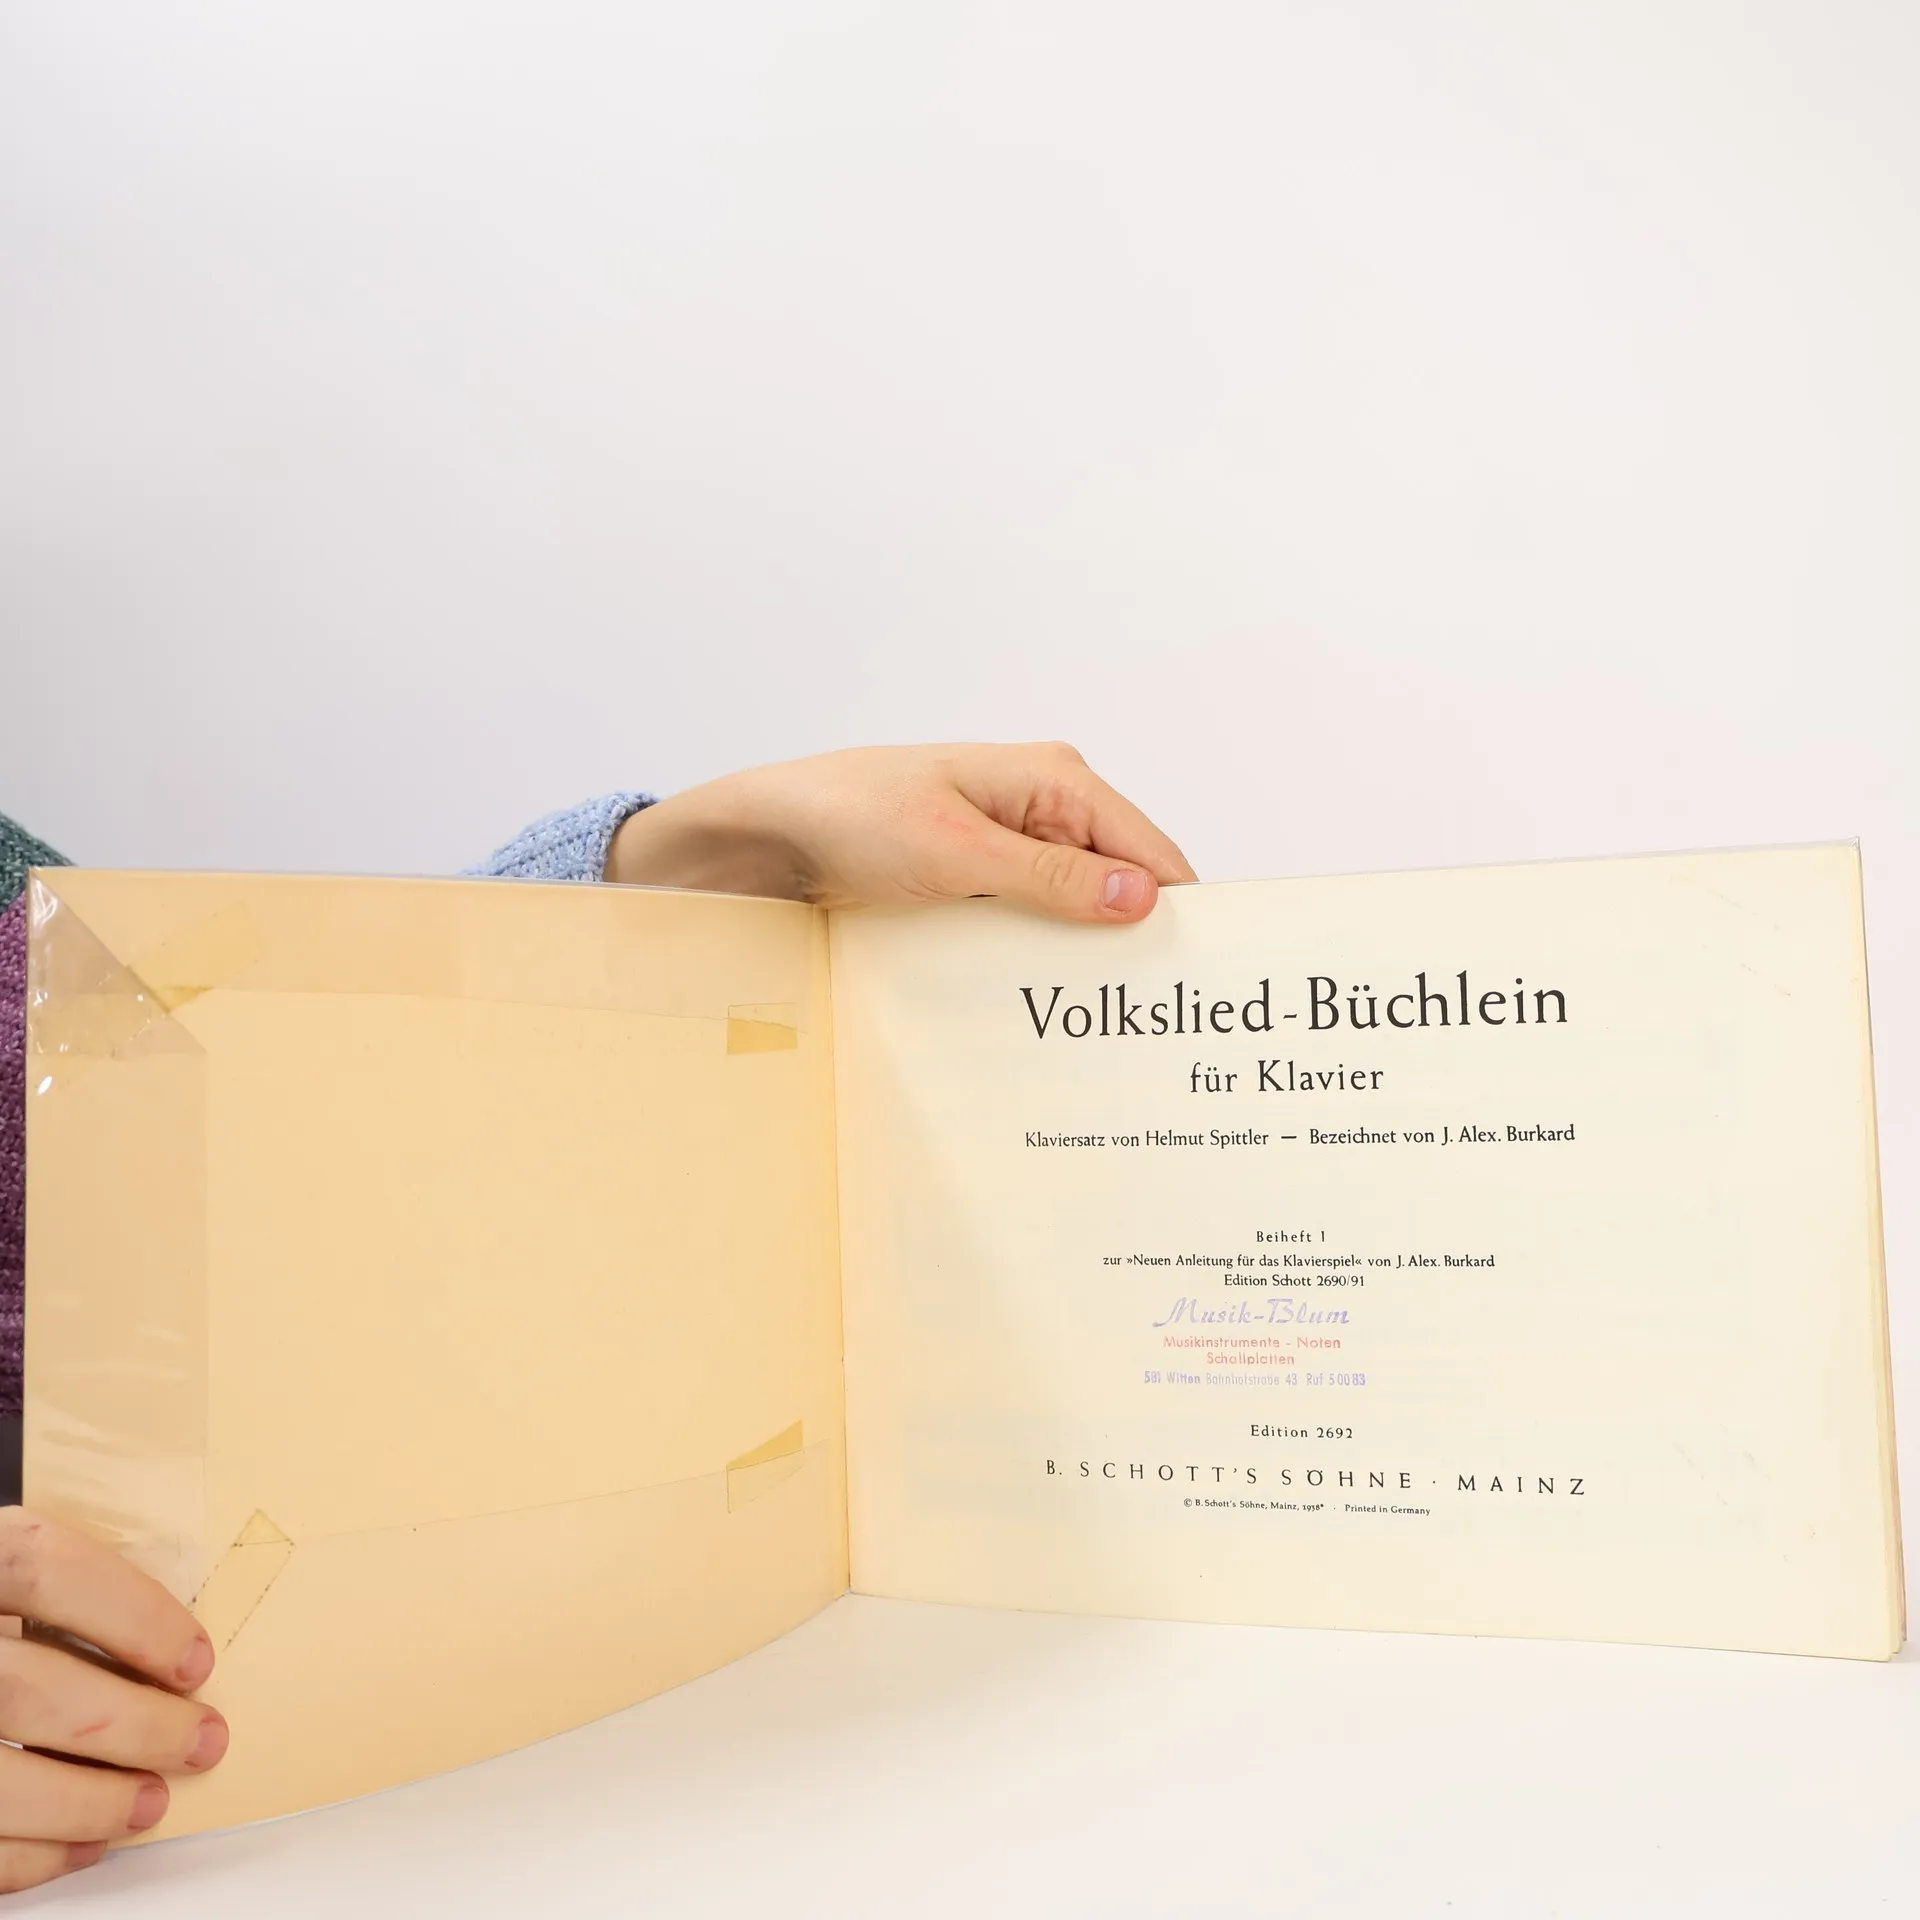 Volkslied-Büchlein
für Klavier
Klaviersatz von Helmut Spittler — Bezeichnet von J. Alex. Burkard
Beiheft 1
zur »Neuen Anleitung für das Klavierspiel« von J. Alex. Burkard
Edition Schott 2690/91
Musik-Blum
Musikinstrumente - Noten
Schallplatten
581 Witten Bahnhofstraße 43 Ruf 50083
Edition 2692
B. SCHOTT'S SÖHNE · MAINZ
© B. Schott's Söhne, Mainz, 1938* · Printed in Germany